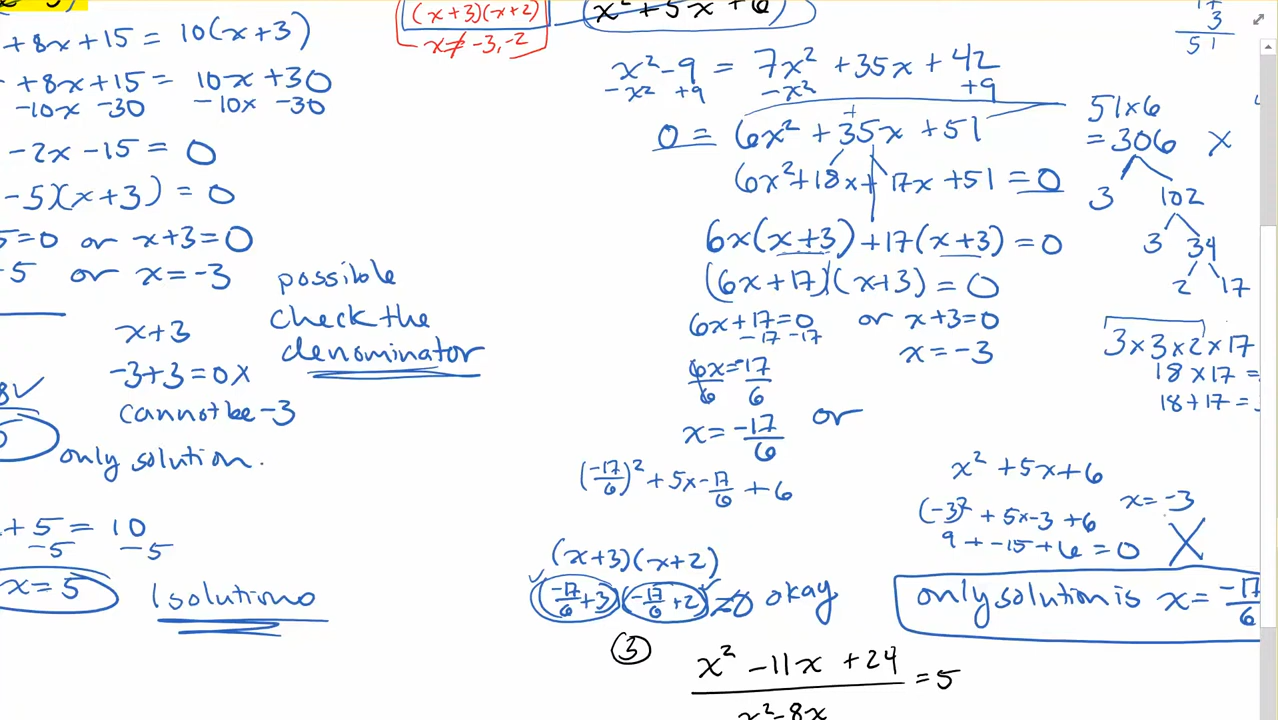 +8x+15 = 10(x+3)
+8x+15 = 10x+30
-10x -30 -10x -30
-2x-15 = 0
-5)(x+3) = 0
5=0 or x+3=0
-5 or x=-3
possible
check the
denominator
x+3
-3+3=0x
cannot be -3
only solution.
+5 = 10
-5 -5
x=5 1 solution
(x+3)(x+2)
x≠-3,-2
x²+5x+6)
x²-9 = 7x²+35x+42
-x² +9 -x² +9
0 = 6x²+35x+51
+
6x²+18x+17x+51=0
6x(x+3)+17(x+3)=0
(6x+17)(x+3)=0
6x+17=0 or x+3=0
-17 -17
6x=-17 x=-3
6 6
x=-17/6 or
(-17/6)²+5x-17/6+6
(x+3)(x+2)
(-17/6+3)(-17/6+2)≠0 okay
x²+5x+6
x=-3
(-3)²+5x-3+6
9+-15+6=0 X
only solution is x=-17/6
3
51
51x6
=306 X
3 102
3 34
2 17
3x3x2x17
18x17=
18+17=
③ x²-11x+24 = 5
x²-8x